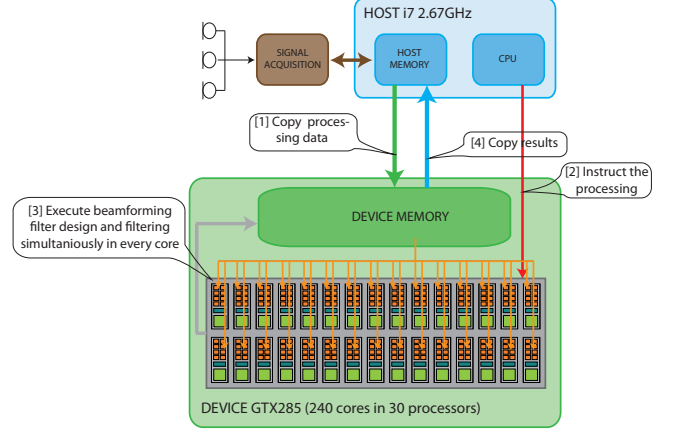 HOST i7 2.67GHz
SIGNAL
ACQUISITION
HOST
MEMORY
CPU
[1] Copy proces-
sing data
[4] Copy results
[2] Instruct the
processing
[3] Execute beamforming
filter design and filtering
simultaniously in every core
DEVICE MEMORY
DEVICE GTX285 (240 cores in 30 processors)